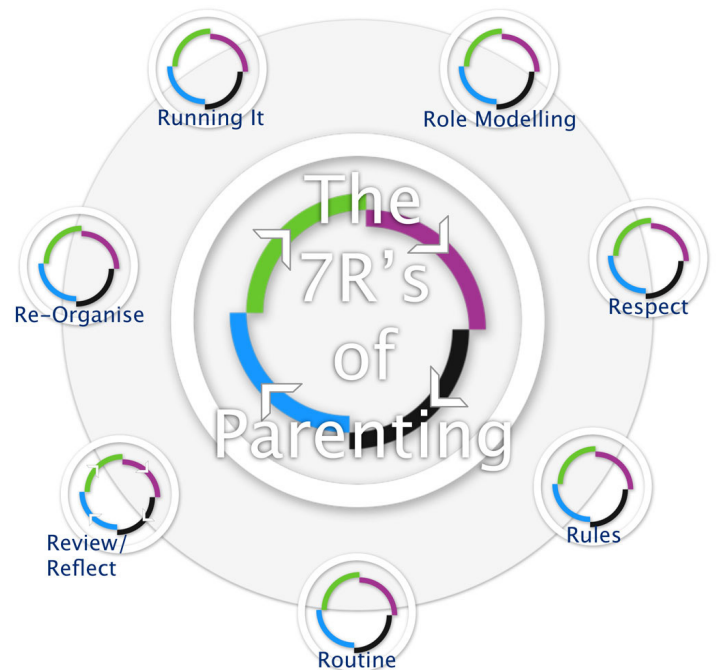 Running It
Role Modelling
The
7R’s
of
Parenting
Re-Organise
Respect
Review/
Reflect
Rules
Routine